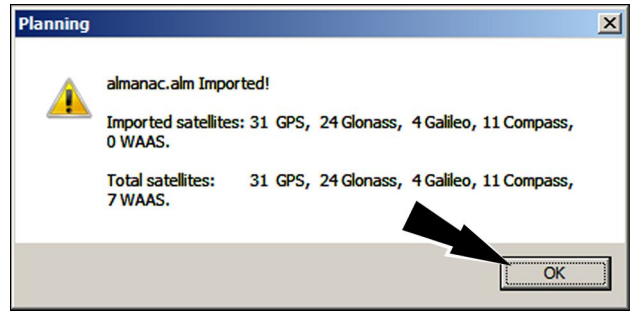 Planning
almanac.alm Imported!
Imported satellites: 31 GPS, 24 Glonass, 4 Galileo, 11 Compass,
0 WAAS.
Total satellites: 31 GPS, 24 Glonass, 4 Galileo, 11 Compass,
7 WAAS.
OK